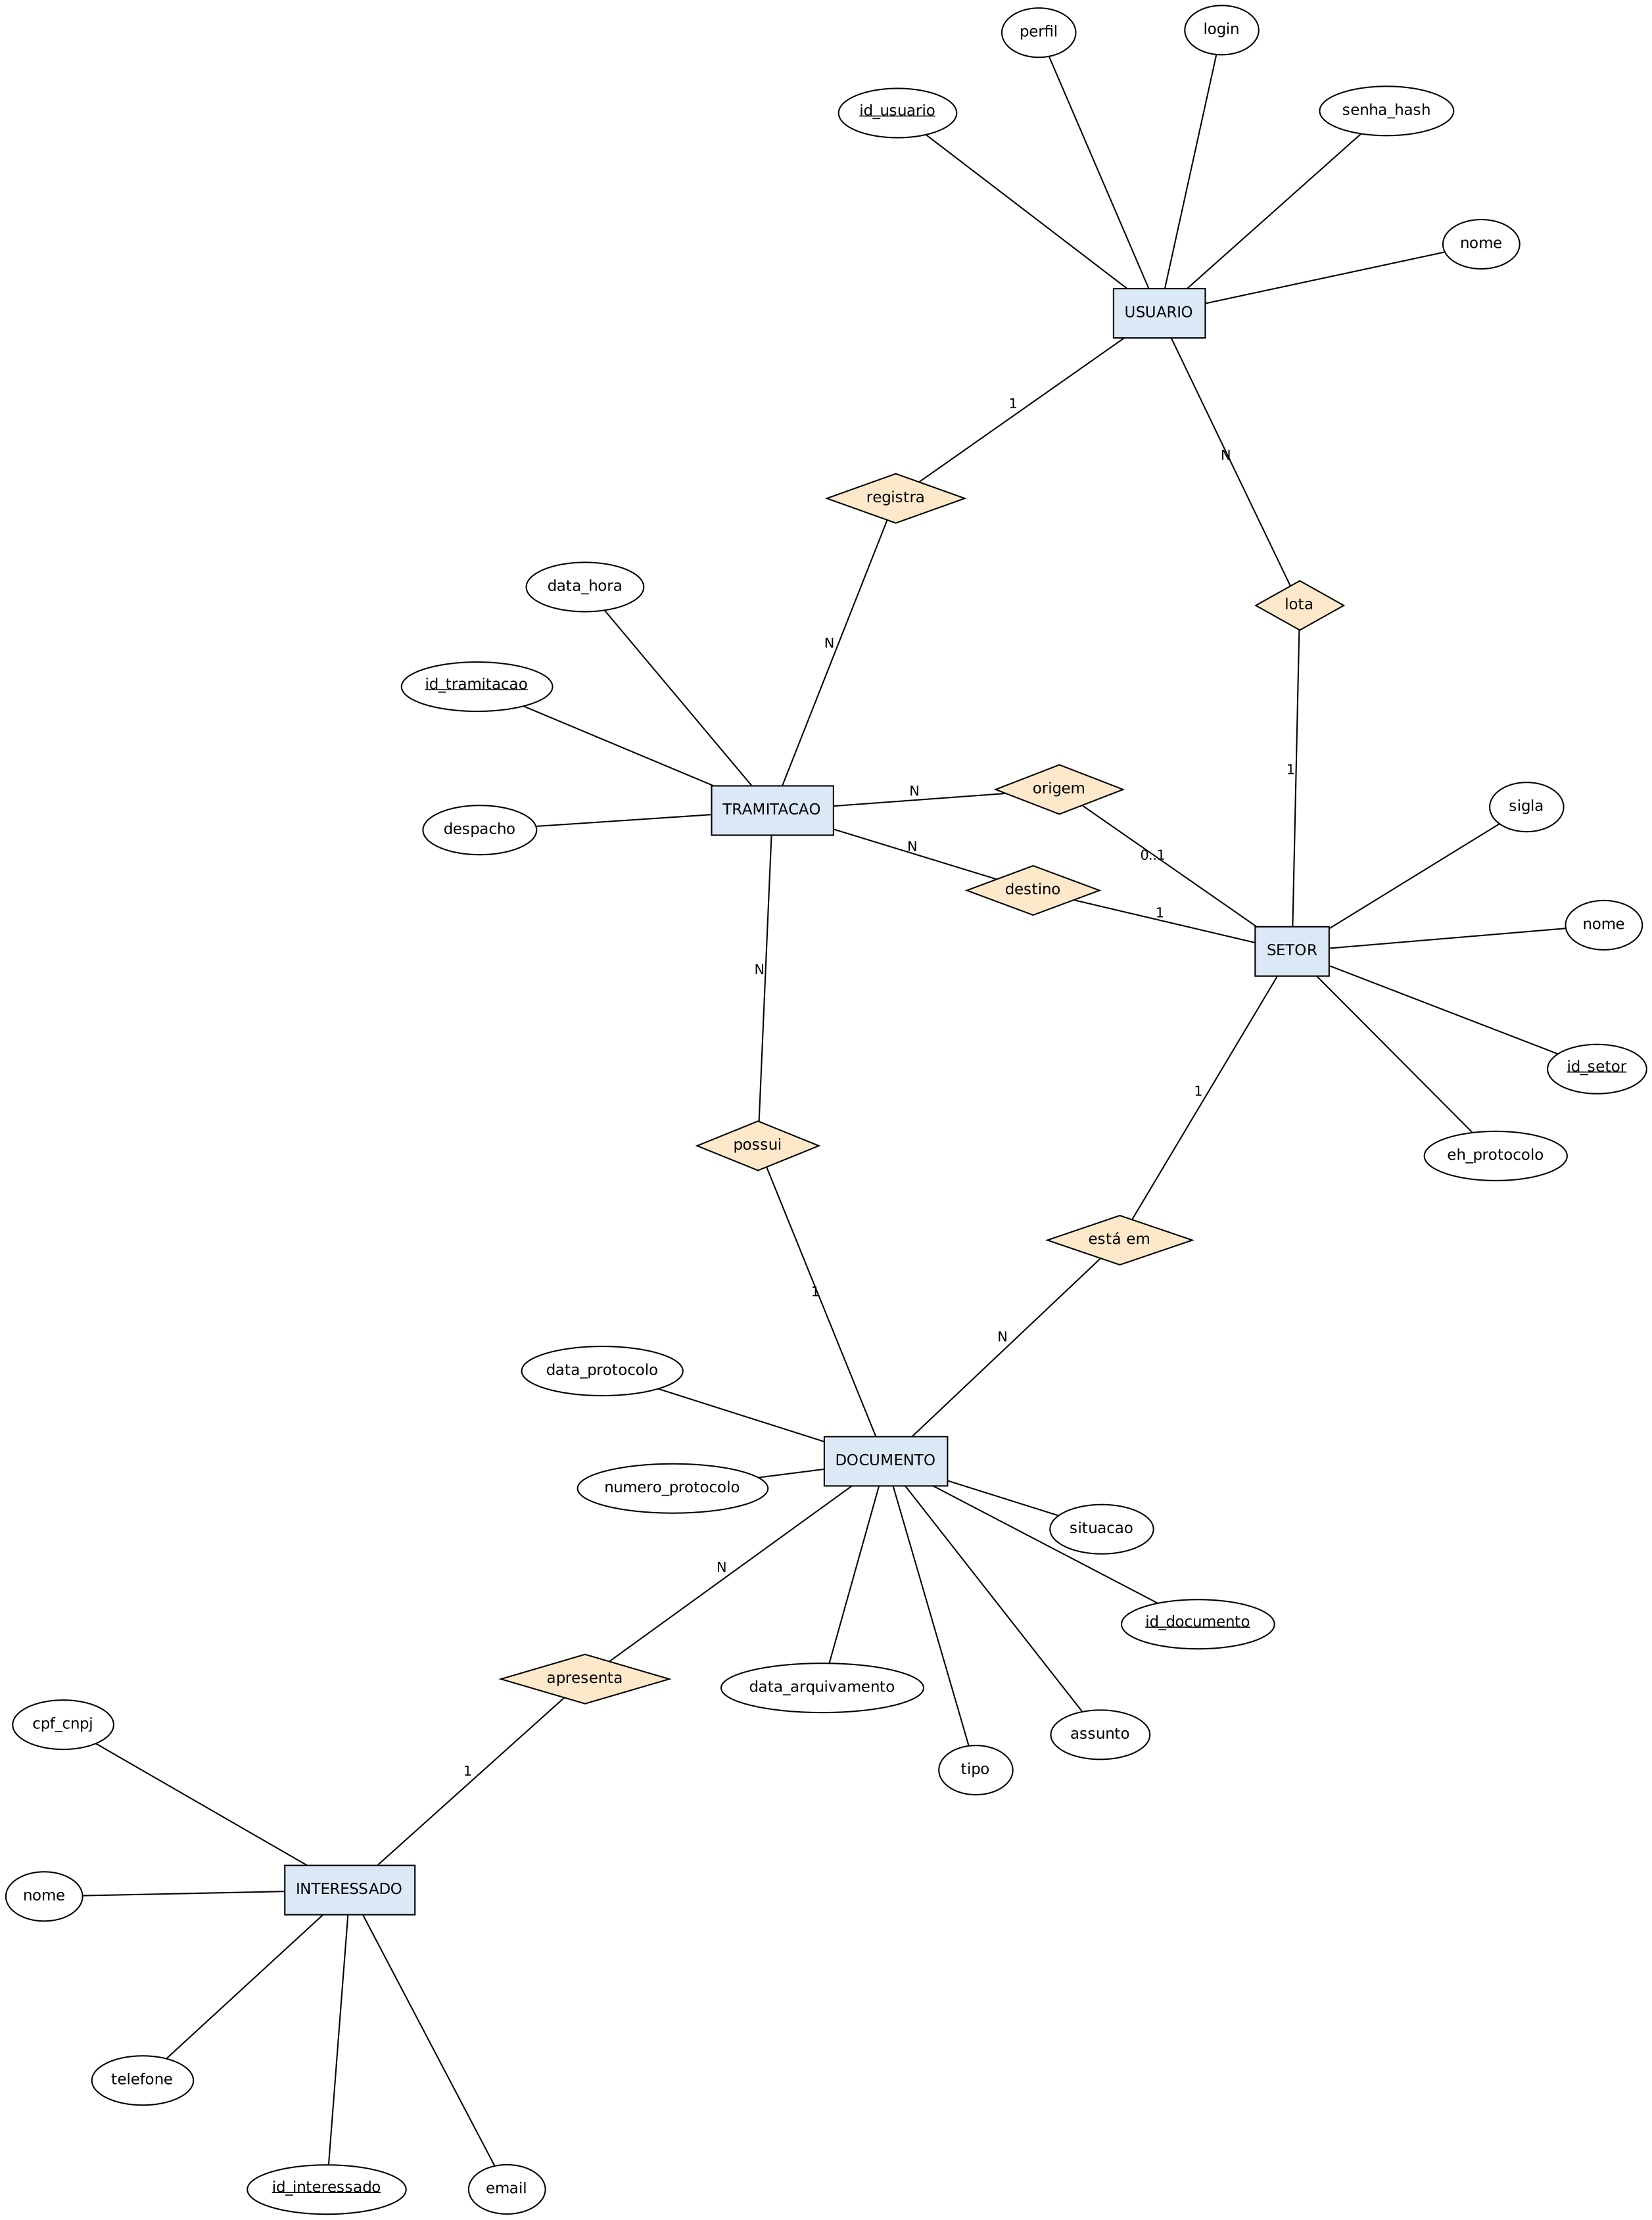 perfil
login
id_usuario
senha_hash
nome
USUARIO
1
N
registra
data_hora
lota
N
id_tramitacao
1
origem
N
sigla
TRAMITACAO
despacho
N
0..1
destino
1
nome
SETOR
N
id_setor
1
possui
eh_protocolo
está em
1
N
data_protocolo
DOCUMENTO
numero_protocolo
situacao
N
id_documento
apresenta
data_arquivamento
cpf_cnpj
assunto
1
tipo
INTERESSADO
nome
telefone
id_interessado
email